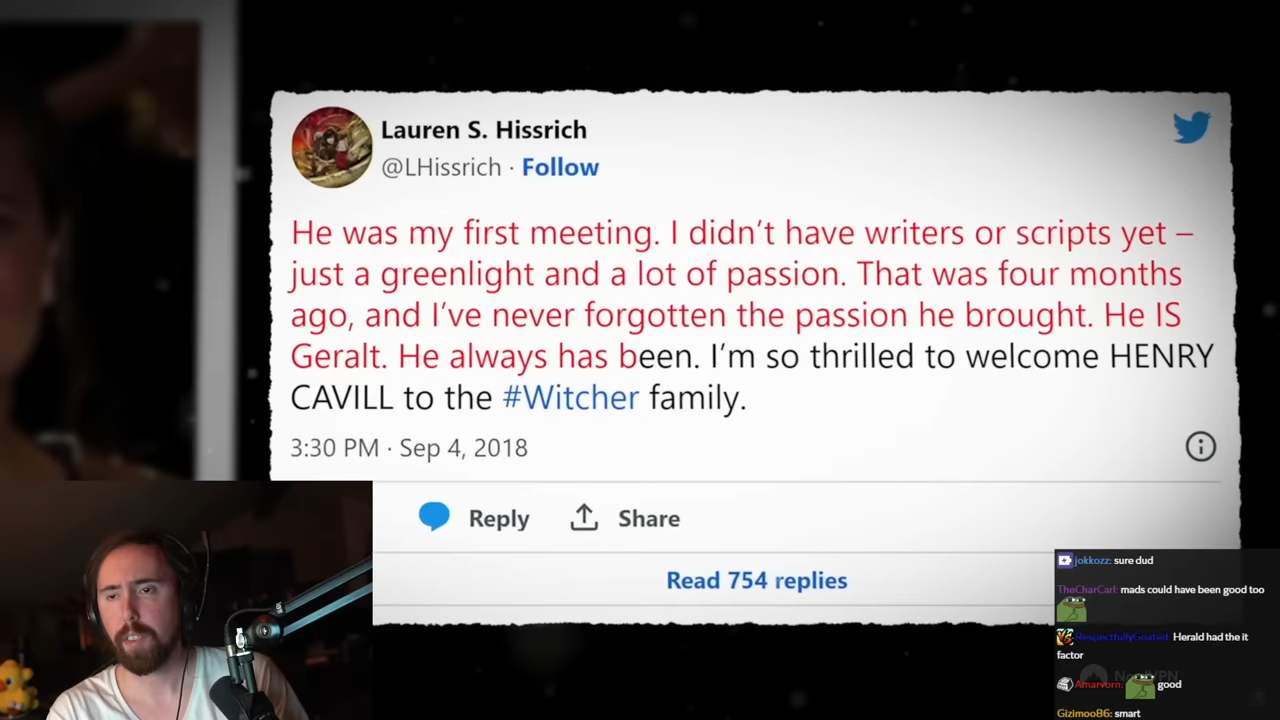 Lauren S. Hissrich
@LHissrich · Follow
He was my first meeting. I didn't have writers or scripts yet –
just a greenlight and a lot of passion. That was four months
ago, and I've never forgotten the passion he brought. He IS
Geralt. He always has been. I'm so thrilled to welcome HENRY
CAVILL to the #Witcher family.
3:30 PM · Sep 4, 2018
Reply
Share
Read 754 replies
jokkozz: sure dud
TheCharCarl: mads could have been good too
RespectfullyGoated: Herald had the it
factor
NordVPN
Amarvorn: good
Gizimoo86: smart